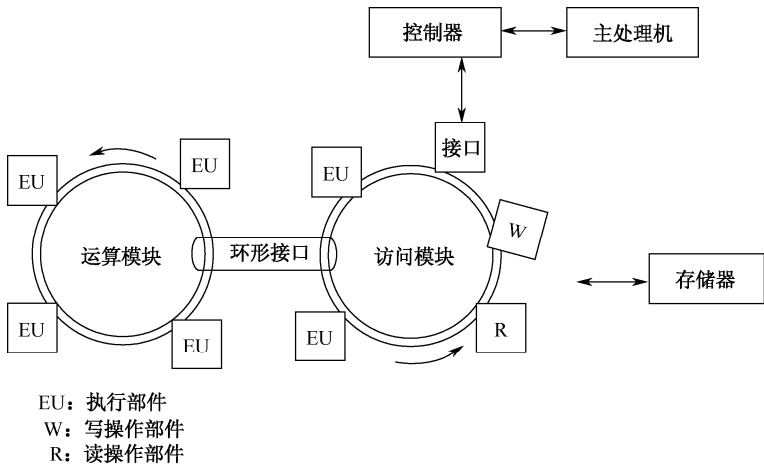 控制器
主处理机
接口
EU
EU
EU
W
运算模块
环形接口
访问模块
存储器
EU
EU
EU
R
EU：执行部件
W：写操作部件
R：读操作部件